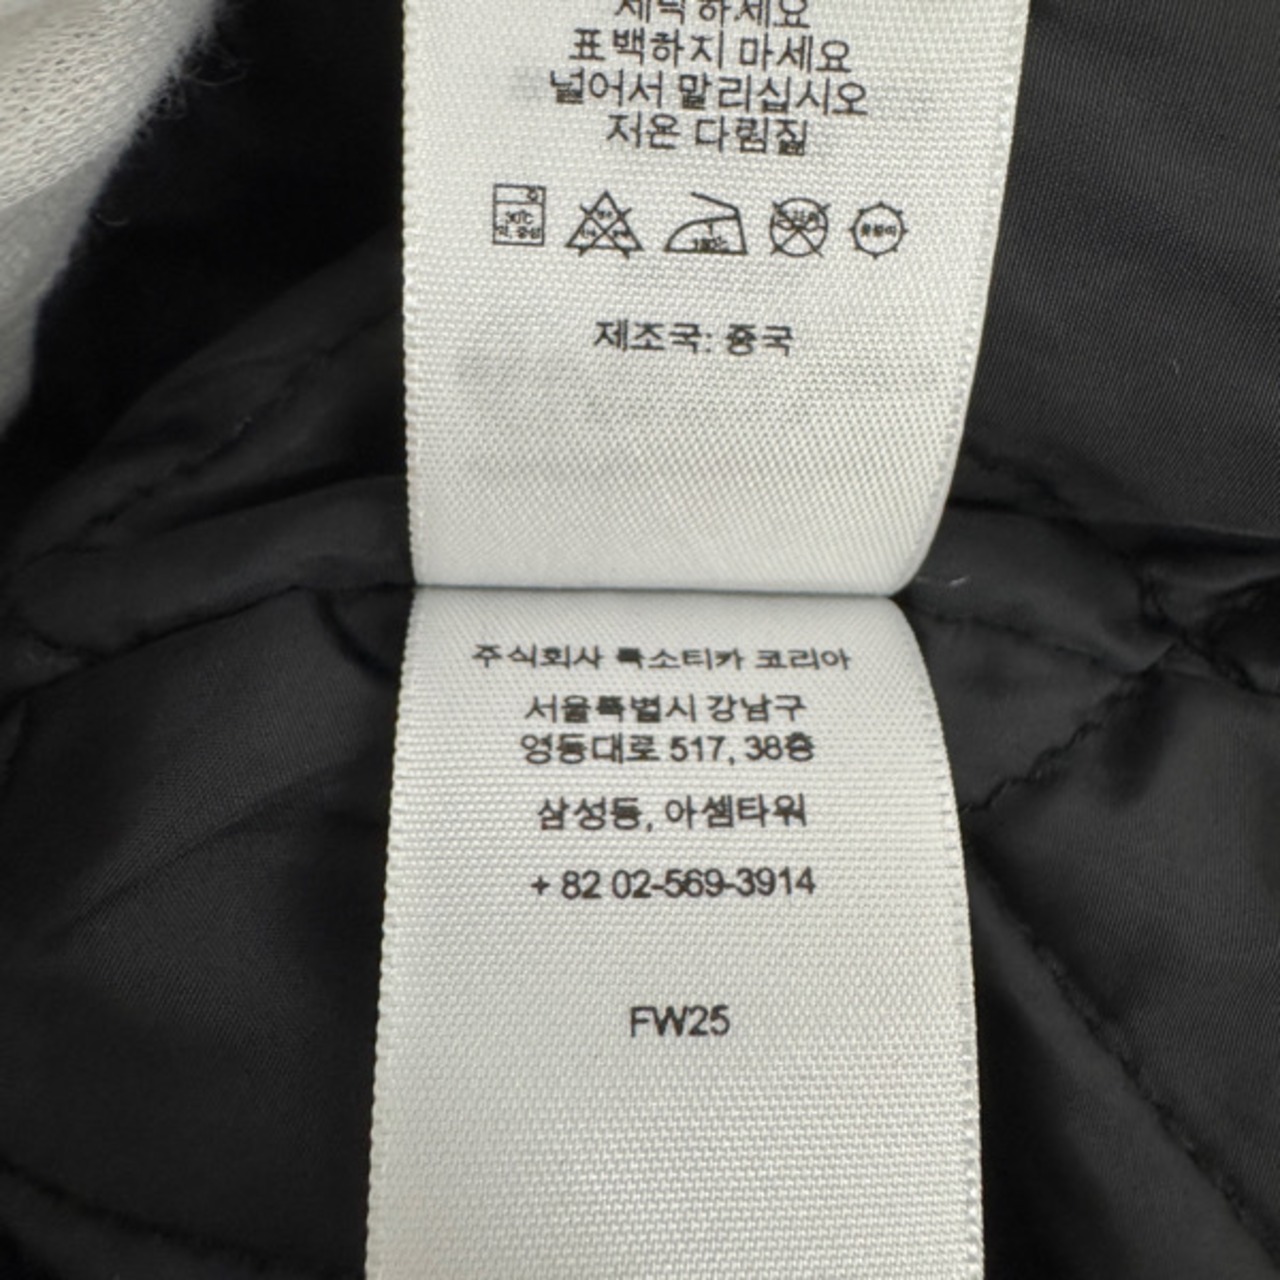 세탁하세요
표백하지 마세요
널어서 말리십시오
저온 다림질
제조국: 중국
주식회사 룩소티카 코리아
서울특별시 강남구
영동대로 517, 38층
삼성동, 아셈타워
+ 82 02-569-3914
FW25